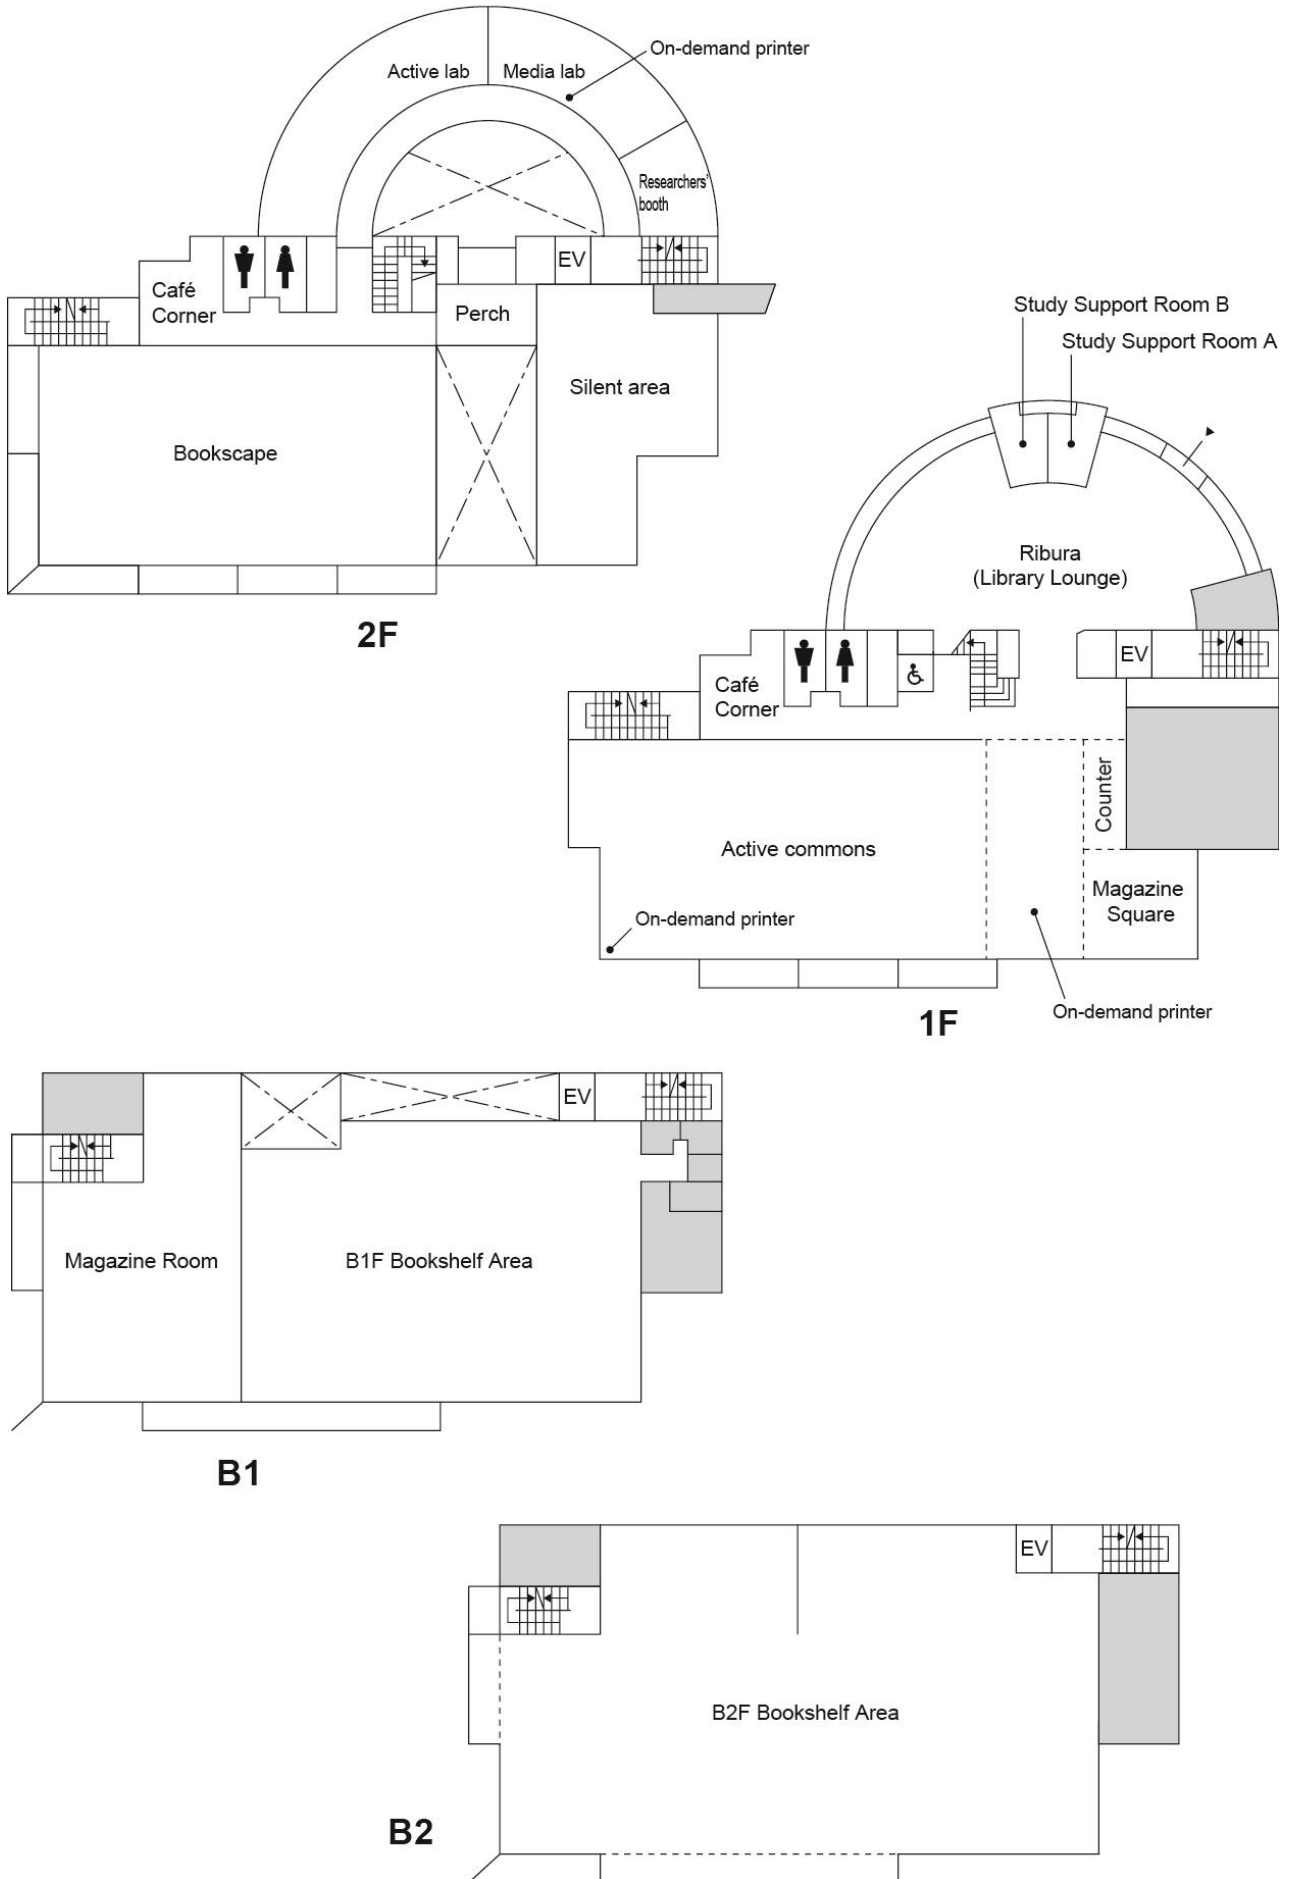 On-demand printer
Active lab
Media lab
Researchers'
booth
EV
Café
Corner
Perch
Silent area
Bookscape
2F
Study Support Room B
Study Support Room A
Ribura
(Library Lounge)
EV
Café
Corner
Counter
Active commons
Magazine
Square
On-demand printer
On-demand printer
1F
EV
Magazine Room
B1F Bookshelf Area
B1
EV
B2F Bookshelf Area
B2